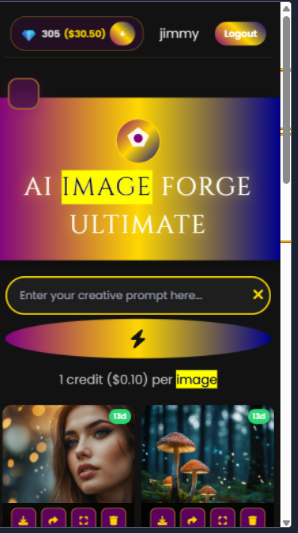 305 ($30.50) + jimmy Logout
AI IMAGE FORGE
ULTIMATE
Enter your creative prompt here... ×
1 credit ($0.10) per image
13d 13d